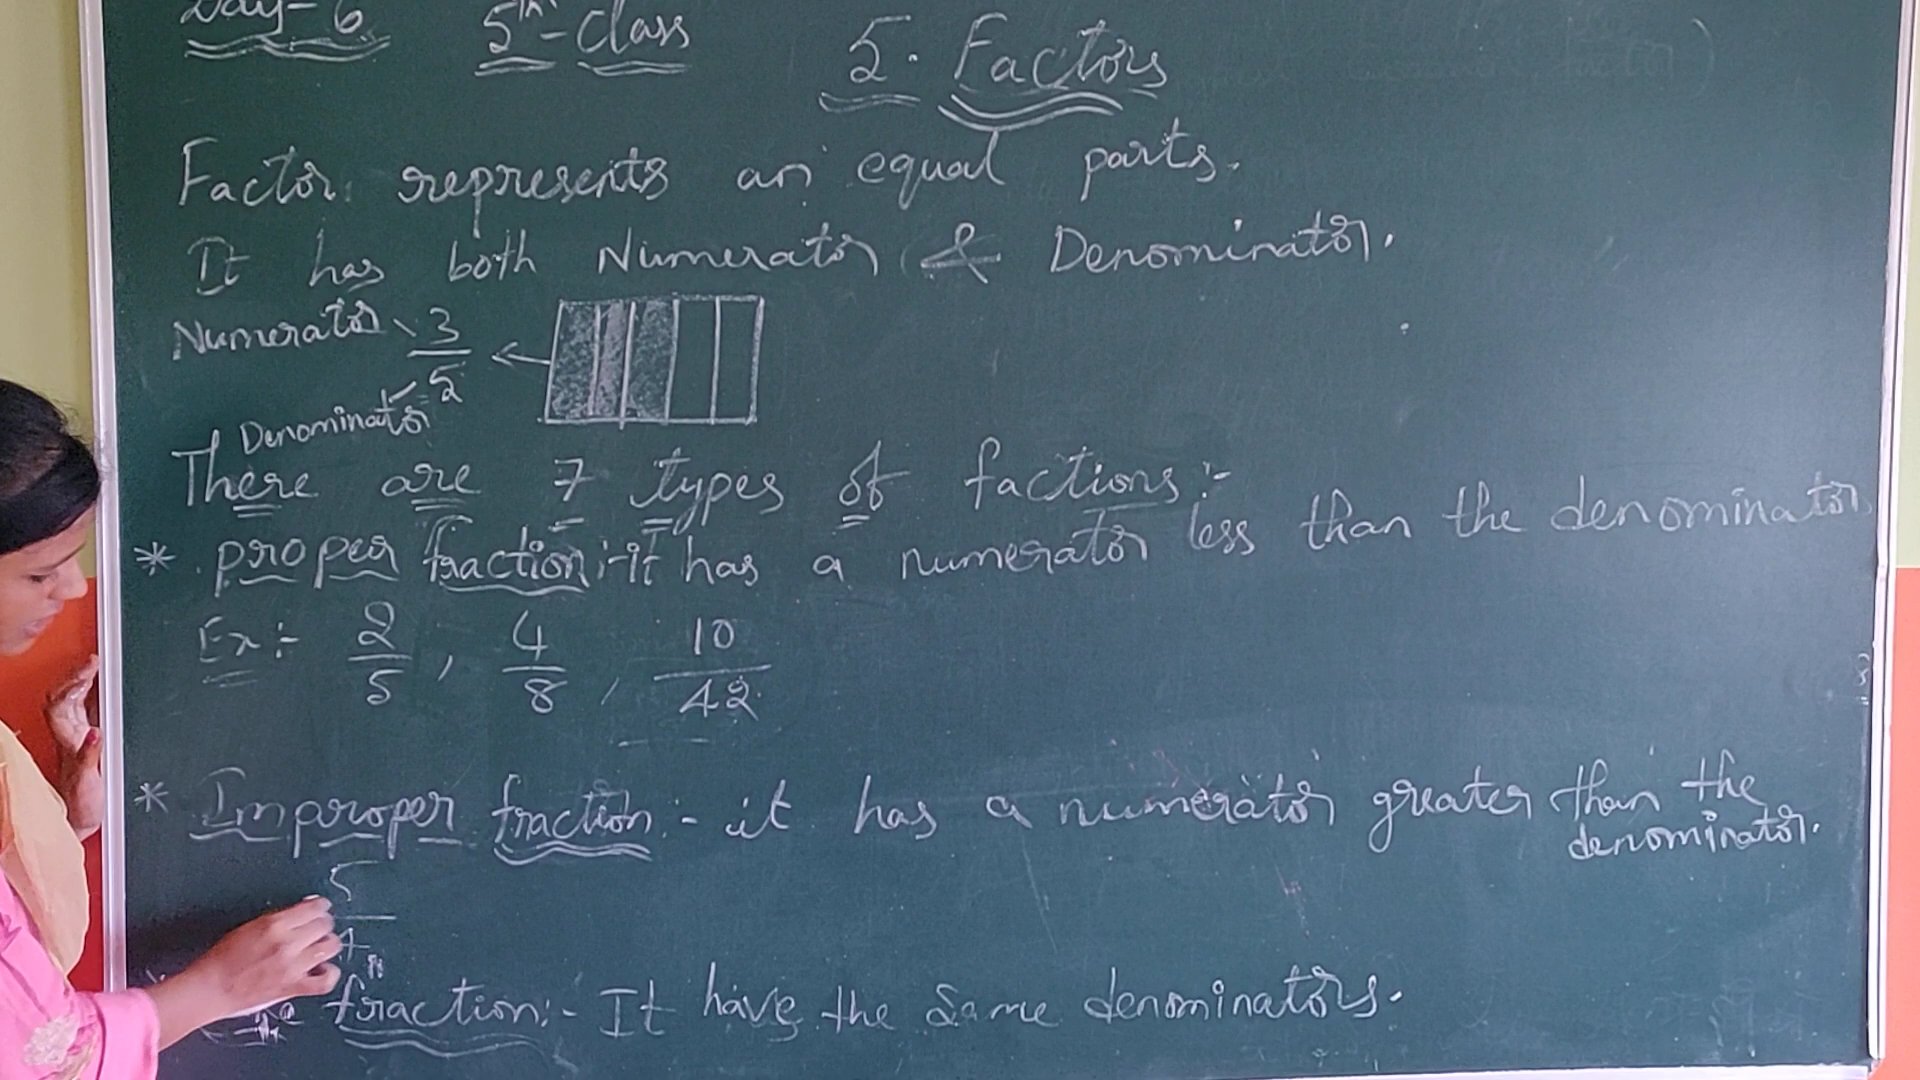 Day-6 5th-Class
5. Factors
Factor represents an equal parts.
It has both Numerator & Denominator.
Numerator 3
5
Denominator
There are 7 types of factions:-
* proper fraction:-it has a numerator less than the denominator
Ex:- 2/5, 4/8, 10/42
* Improper fraction:- it has a numerator greater than the
denominator.
5
4
fraction:- It have the same denominators.